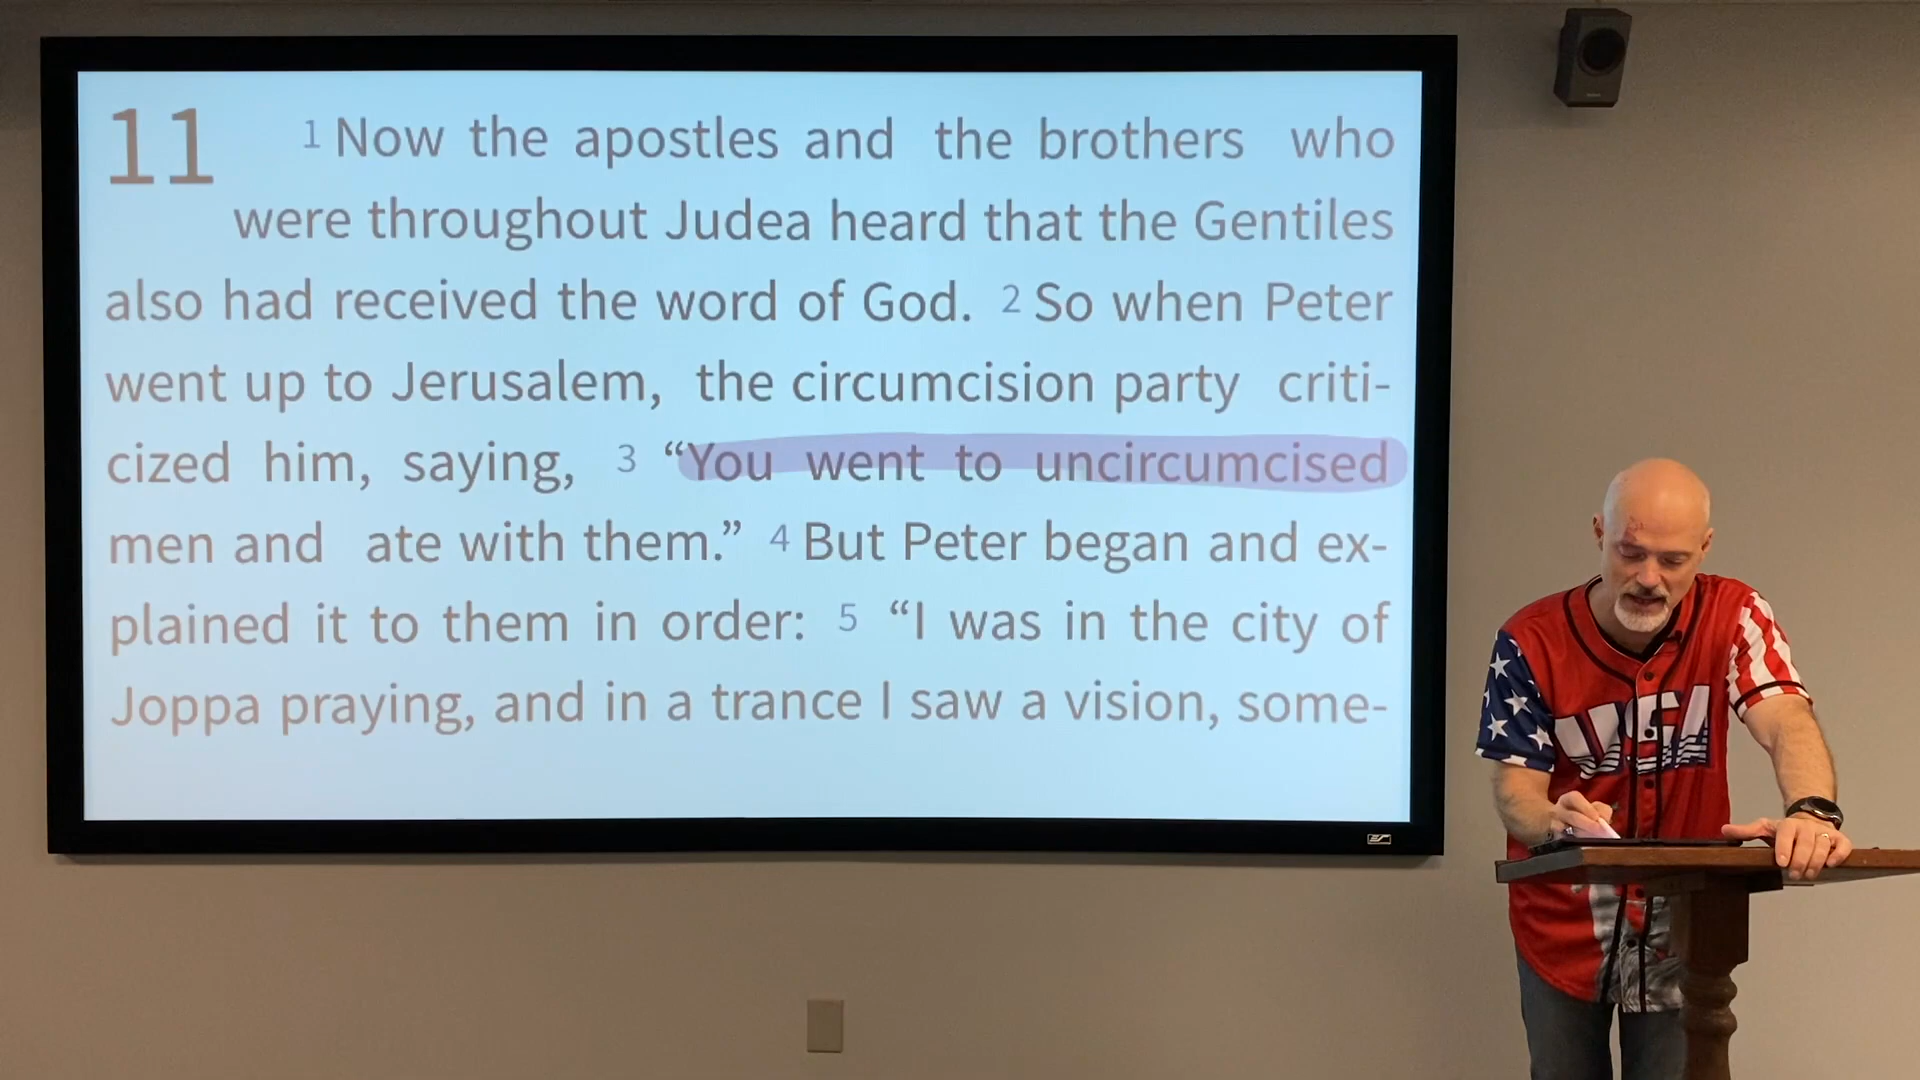 11 1 Now the apostles and the brothers who
were throughout Judea heard that the Gentiles
also had received the word of God. 2 So when Peter
went up to Jerusalem, the circumcision party criti-
cized him, saying, 3 “You went to uncircumcised
men and ate with them.” 4 But Peter began and ex-
plained it to them in order: 5 “I was in the city of
Joppa praying, and in a trance I saw a vision, some-
USA